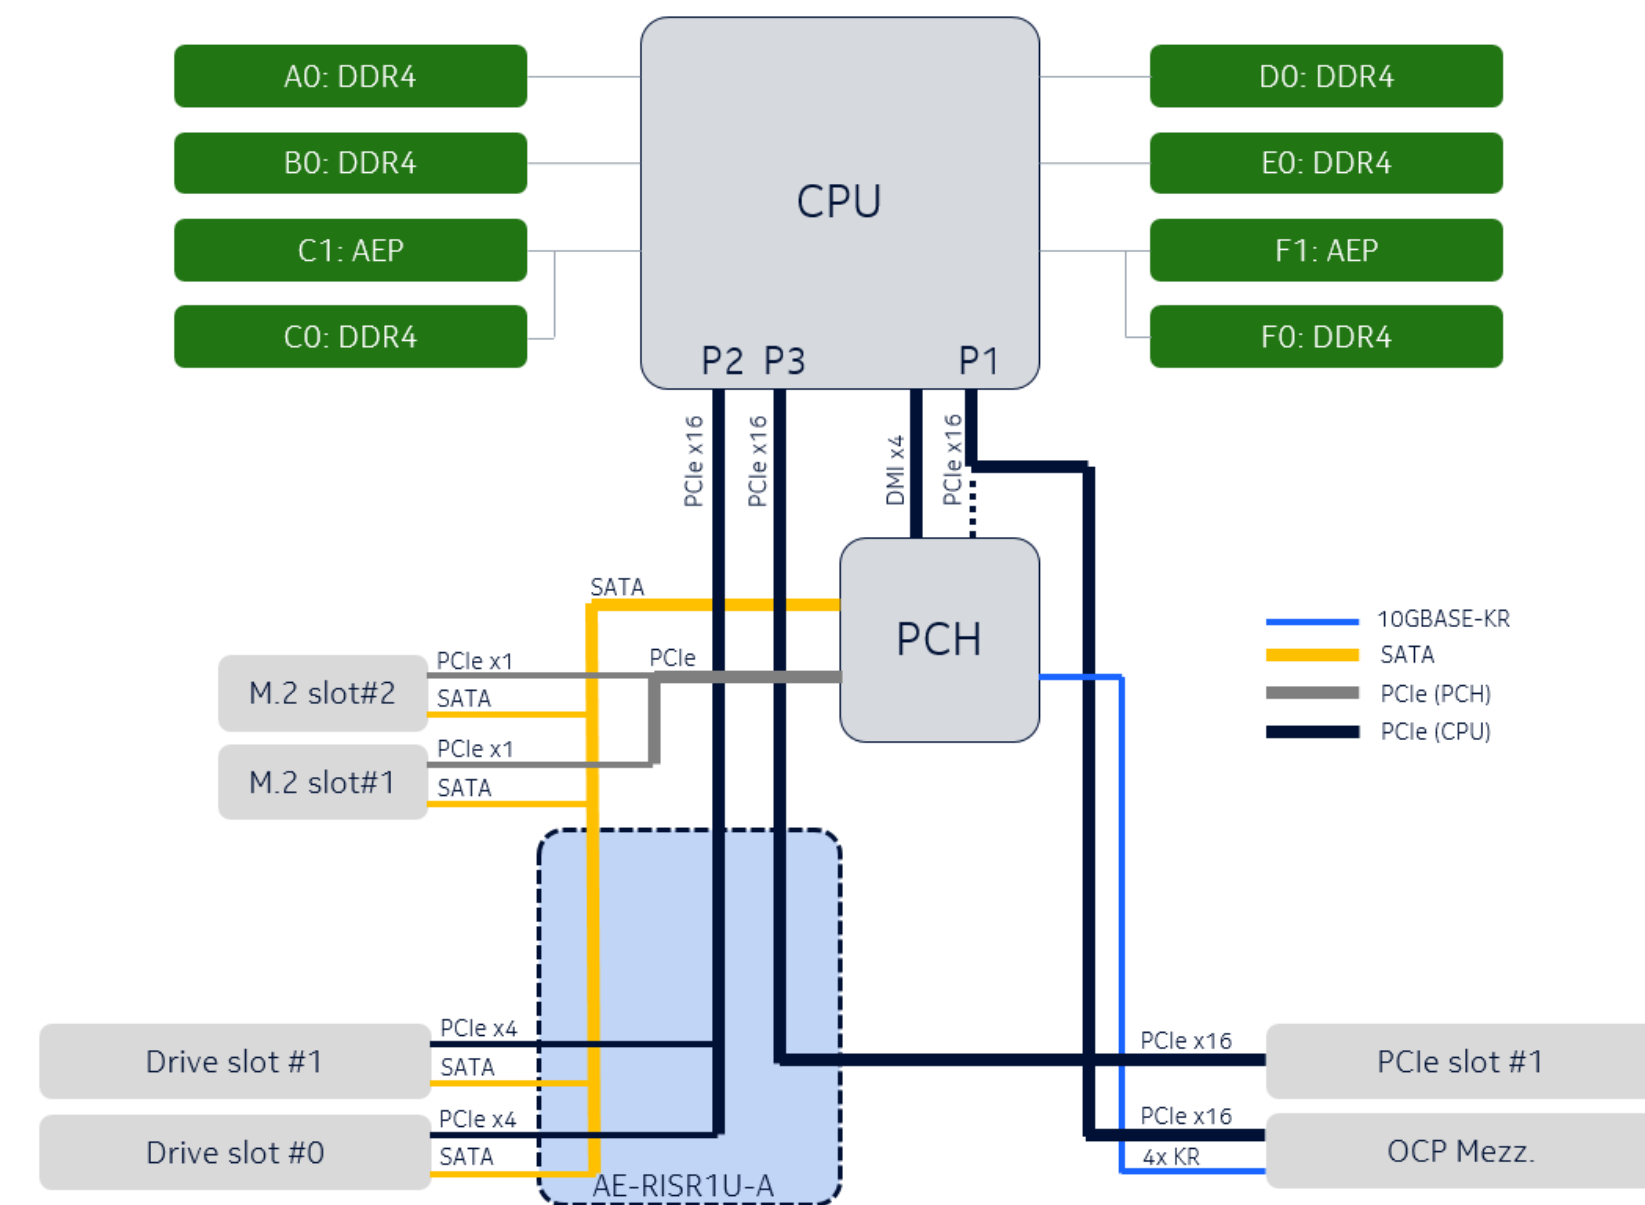 A0: DDR4
B0: DDR4
C1: AEP
C0: DDR4
CPU
D0: DDR4
E0: DDR4
F1: AEP
F0: DDR4
P2
P3
P1
PCIe x16
PCIe x16
DMI x4
PCIe x16
PCH
SATA
PCIe
M.2 slot#2
PCIe x1
SATA
M.2 slot#1
PCIe x1
SATA
10GBASE-KR
SATA
PCIe (PCH)
PCIe (CPU)
Drive slot #1
PCIe x4
SATA
Drive slot #0
PCIe x4
SATA
AE-RISR1U-A
PCIe x16
PCIe slot #1
PCIe x16
4x KR
OCP Mezz.